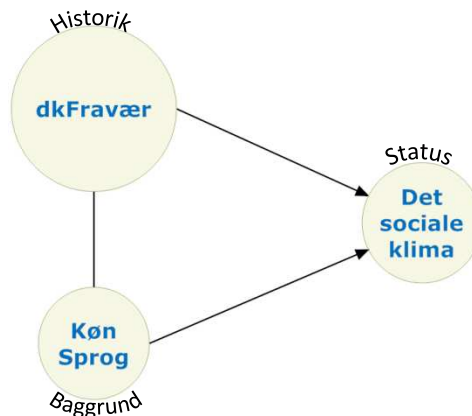 Historik
dkFravær
Status
Det
sociale
klima
Køn
Sprog
Baggrund